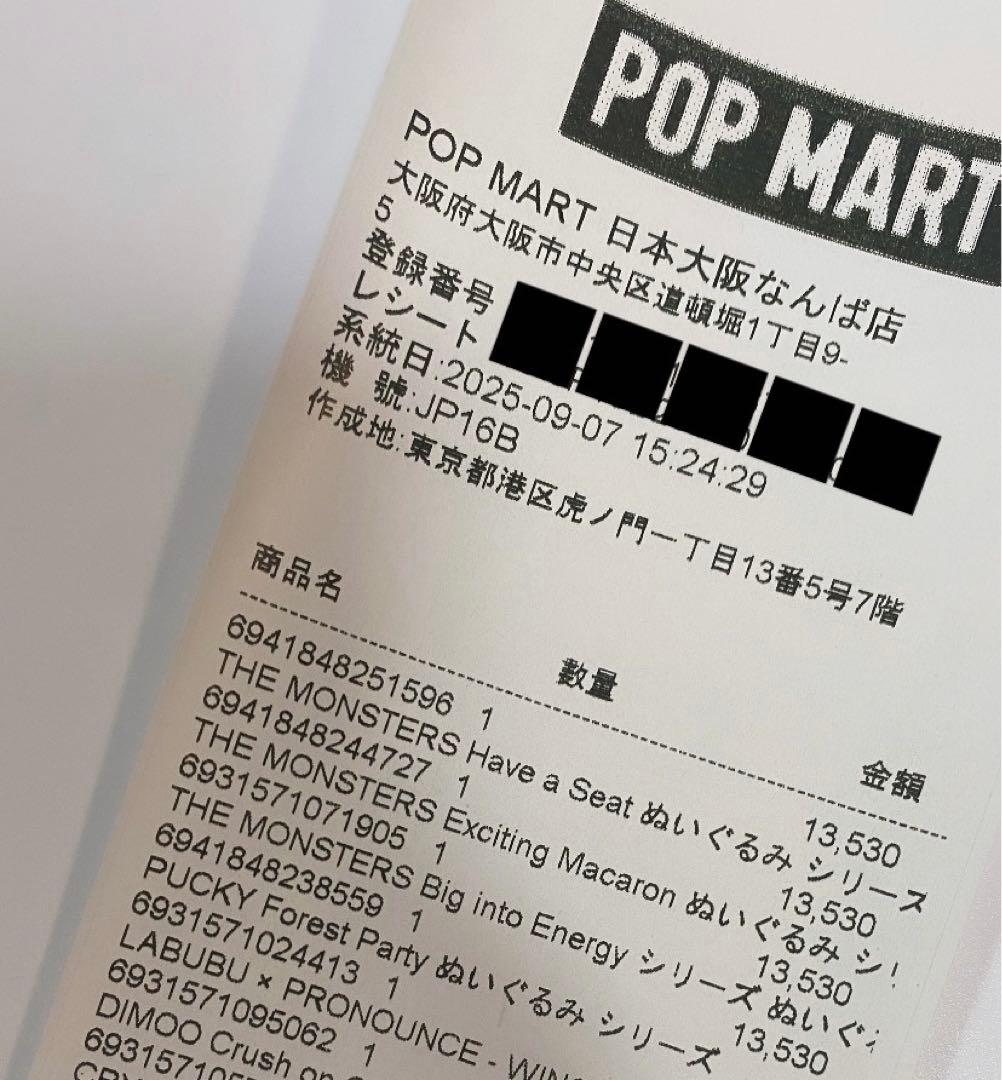 POP MART
POP MART 日本大阪なんば店
大阪府大阪市中央区道頓堀1丁目9-
5
登録番号
レシート
系統日:2025-09-07 15:24:29
機 號:JP16B
作成地:東京都港区虎ノ門一丁目13番5号7階
商品名 數量 金額
6941848251596 1 13,530
THE MONSTERS Have a Seat ぬいぐるみ シリーズ
6941848244727 1 13,530
THE MONSTERS Exciting Macaron ぬいぐるみ シ
6931571071905 1 13,530
THE MONSTERS Big into Energy シリーズ ぬいぐ
6941848238559 1 13,530
PUCKY Forest Party ぬいぐるみ シリーズ
6931571024413 1
LABUBU × PRONOUNCE - WIN
6931571095062 1
DIMOO Crush on